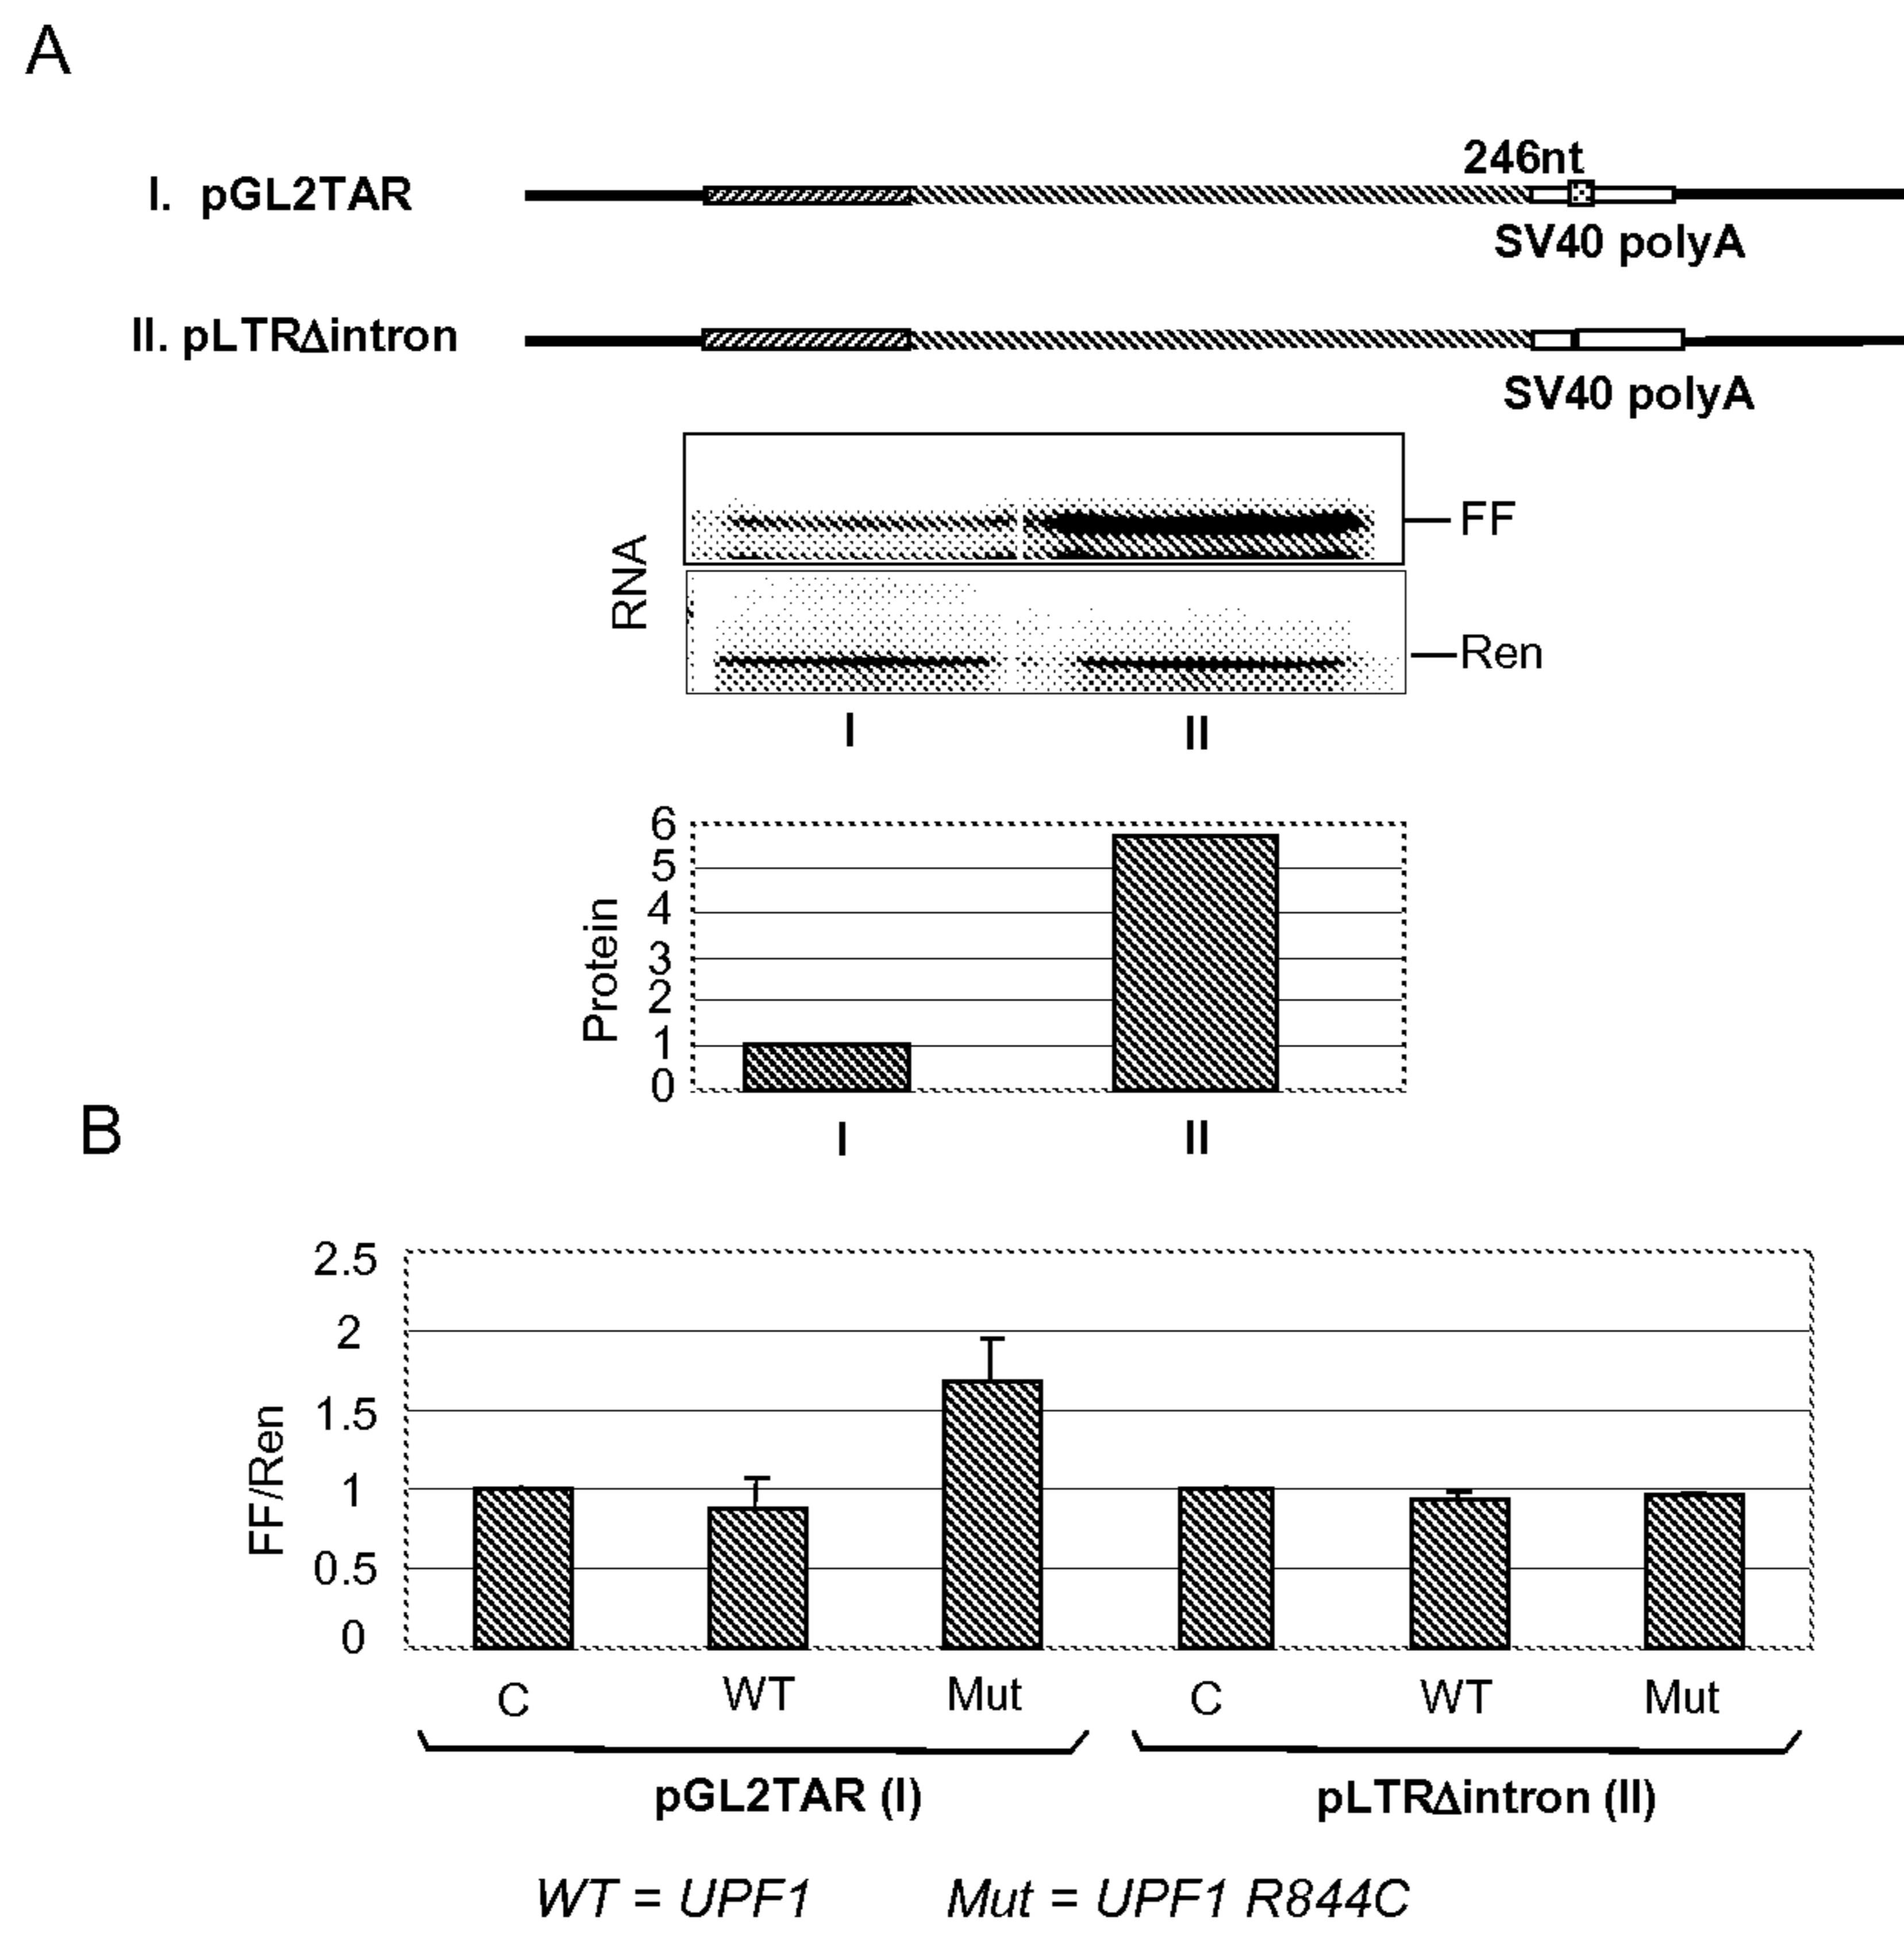 A
246nt
I. pGL2TAR
SV40 polyA
II. pLTRΔintron
SV40 polyA
RNA
FF
Ren
I II
Protein
6
5
4
3
2
1
0
I II
B
FF/Ren
2.5
2
1.5
1
0.5
0
C WT Mut C WT Mut
pGL2TAR (I) pLTRΔintron (II)
WT = UPF1 Mut = UPF1 R844C